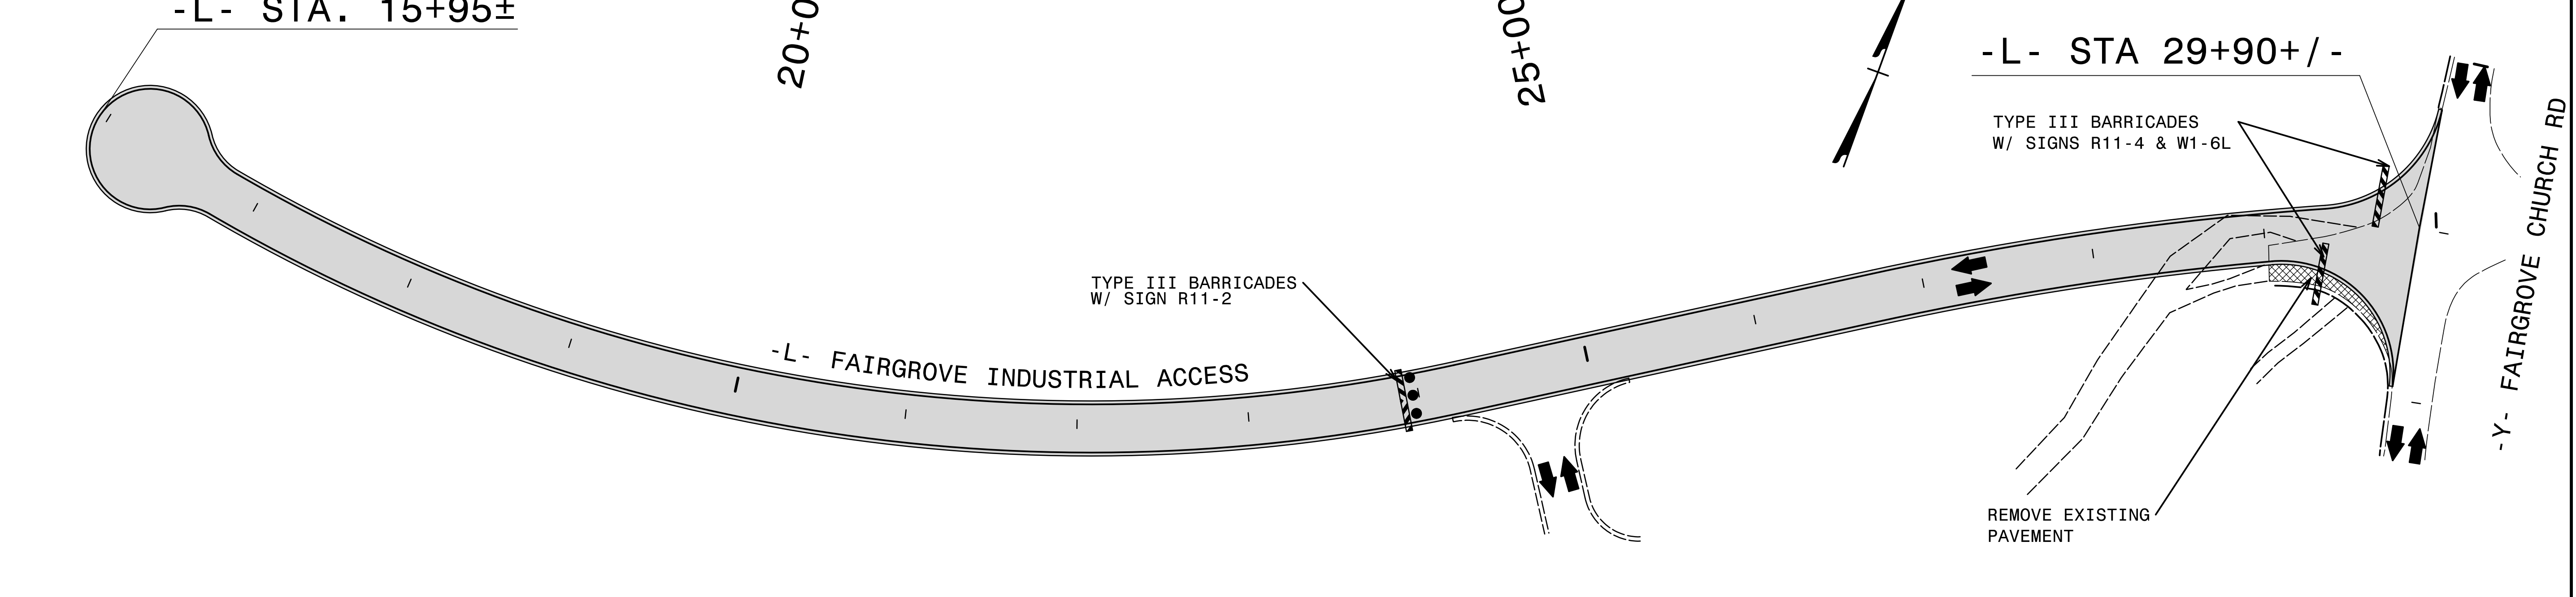 -L- STA. 15+95±
20+0
25+00
-L- STA 29+90+/-
TYPE III BARRICADES
W/ SIGNS R11-4 & W1-6L
TYPE III BARRICADES
W/ SIGN R11-2
-L- FAIRGROVE INDUSTRIAL ACCESS
-Y- FAIRGROVE CHURCH RD
REMOVE EXISTING
PAVEMENT